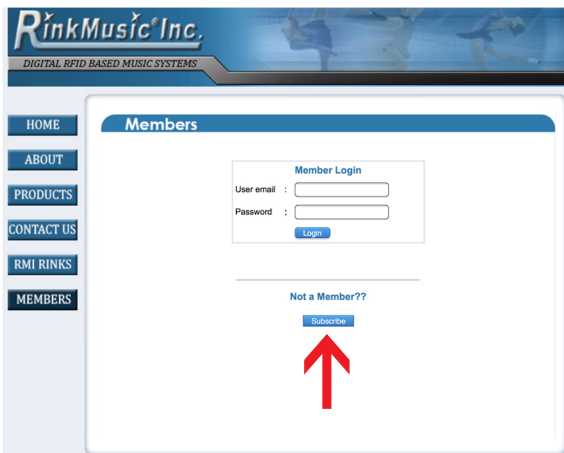 RinkMusic® Inc.
DIGITAL RFID BASED MUSIC SYSTEMS
HOME
ABOUT
PRODUCTS
CONTACT US
RMI RINKS
MEMBERS
Members
Member Login
User email :
Password :
Login
Not a Member??
Subscribe